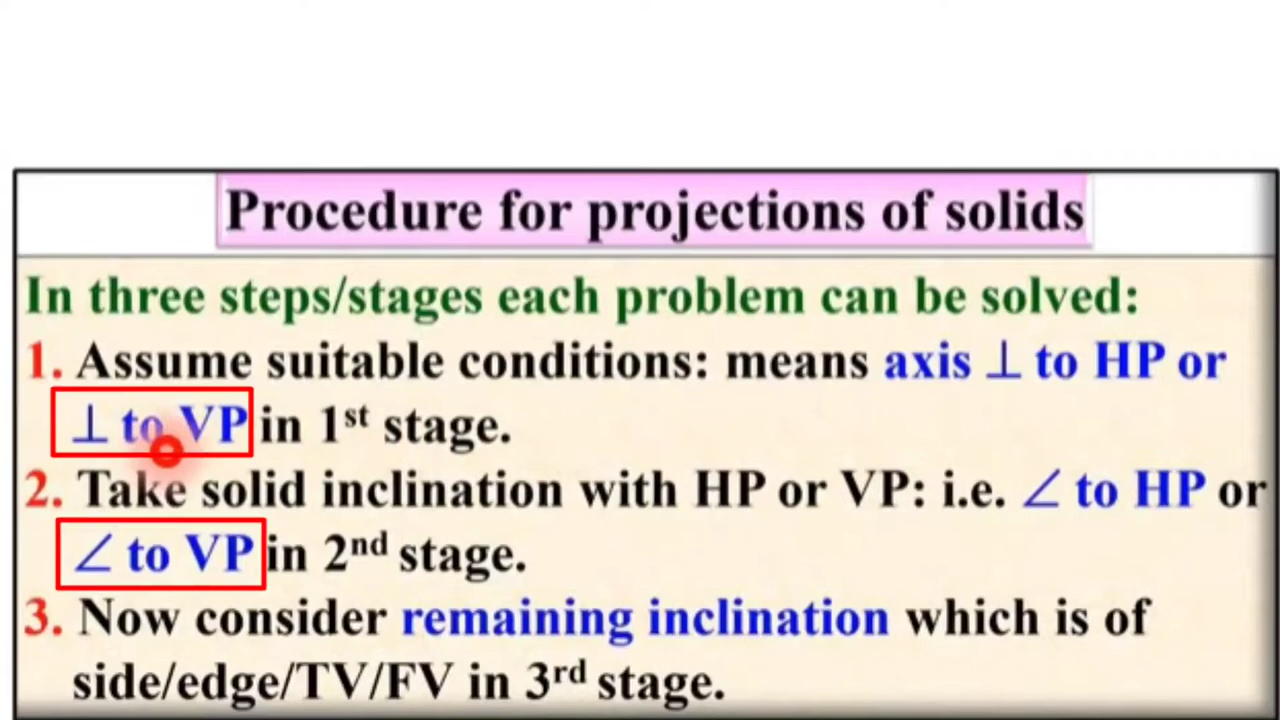 Procedure for projections of solids
In three steps/stages each problem can be solved:
1. Assume suitable conditions: means axis ⊥ to HP or
⊥ to VP in 1st stage.
2. Take solid inclination with HP or VP: i.e. ∠ to HP or
∠ to VP in 2nd stage.
3. Now consider remaining inclination which is of
side/edge/TV/FV in 3rd stage.